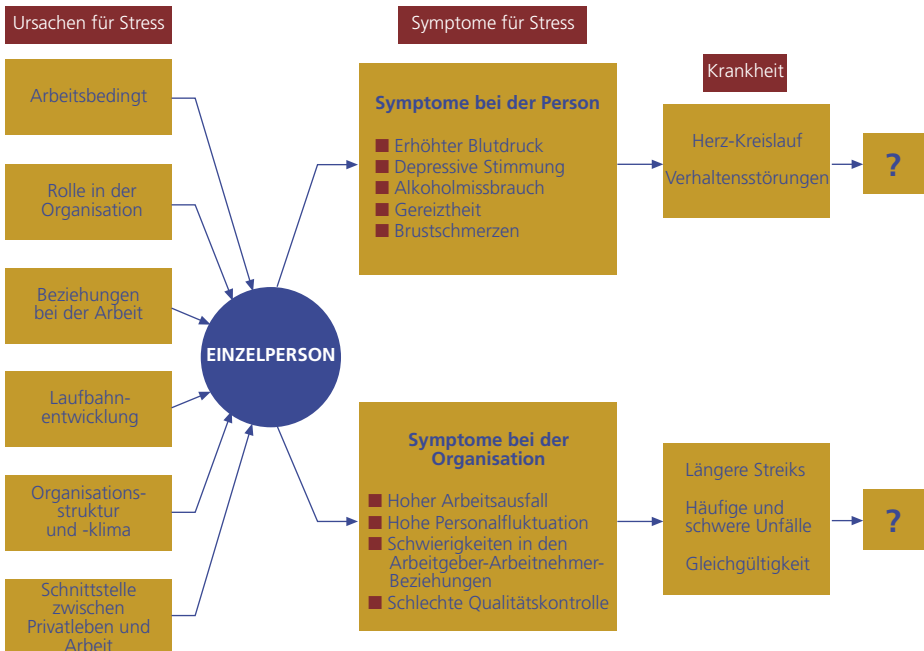 Ursachen für Stress
Symptome für Stress
Krankheit
Arbeitsbedingt
Rolle in der
Organisation
Beziehungen
bei der Arbeit
Laufbahn-
entwicklung
Organisations-
struktur
und -klima
Schnittstelle
zwischen
Privatleben und
Arbeit
EINZELPERSON
Symptome bei der Person
Erhöhter Blutdruck
Depressive Stimmung
Alkoholmissbrauch
Gereiztheit
Brustschmerzen
Herz-Kreislauf
Verhaltensstörungen
?
Symptome bei der
Organisation
Hoher Arbeitsausfall
Hohe Personalfluktuation
Schwierigkeiten in den
Arbeitgeber-Arbeitnehmer-
Beziehungen
Schlechte Qualitätskontrolle
Längere Streiks
Häufige und
schwere Unfälle
Gleichgültigkeit
?